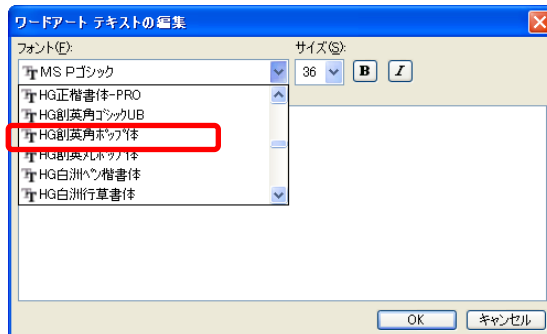 ワードアート テキストの編集
フォント(F):
サイズ(S):
MS Pゴシック
36
B
I
HG正楷書体-PRO
HG創英角ｺﾞｼｯｸUB
HG創英角ﾎﾟｯﾌﾟ体
HG創英丸ﾎﾟｯﾌﾟ体
HG白洲ﾍﾟﾝ楷書体
HG白洲行草書体
OK
キャンセル